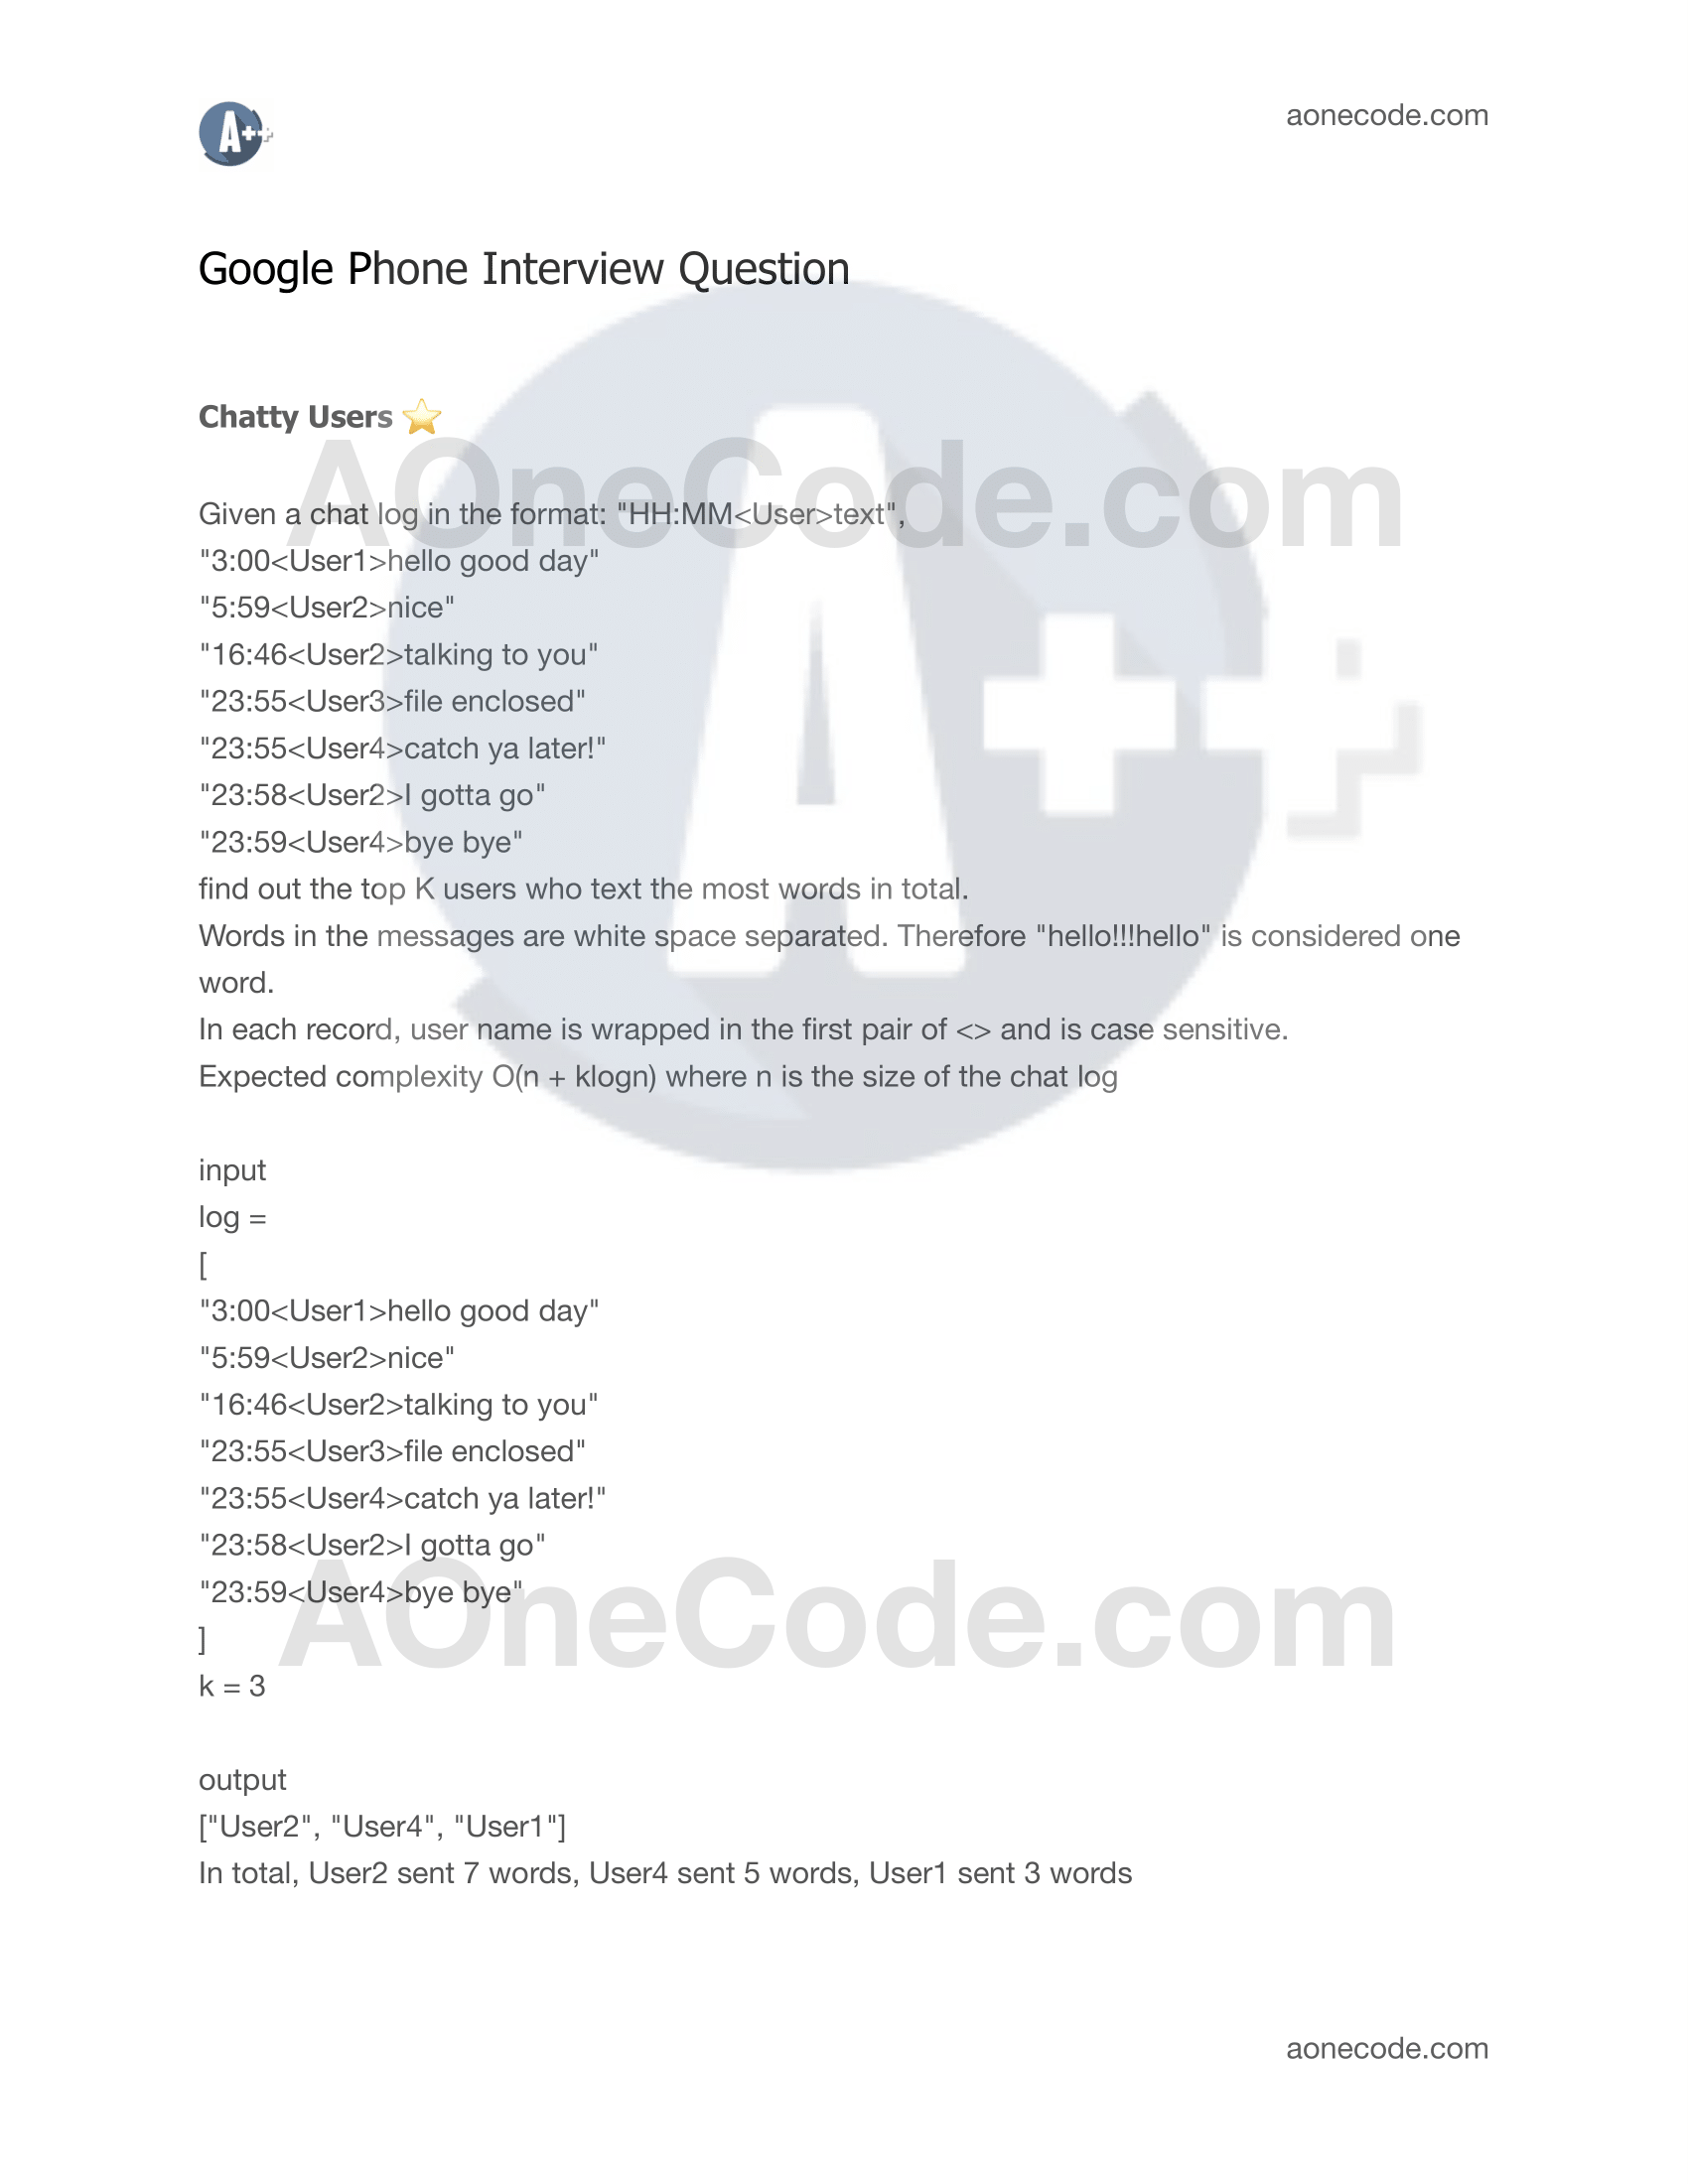 A++
aonecode.com
Google Phone Interview Question
Chatty Users ⭐
AOneCode.com
A++
Given a chat log in the format: "HH:MM<User>text",
"3:00<User1>hello good day"
"5:59<User2>nice"
"16:46<User2>talking to you"
"23:55<User3>file enclosed"
"23:55<User4>catch ya later!"
"23:58<User2>I gotta go"
"23:59<User4>bye bye"
find out the top K users who text the most words in total.
Words in the messages are white space separated. Therefore "hello!!!hello" is considered one
word.
In each record, user name is wrapped in the first pair of <> and is case sensitive.
Expected complexity O(n + klogn) where n is the size of the chat log
input
log =
[
"3:00<User1>hello good day"
"5:59<User2>nice"
"16:46<User2>talking to you"
"23:55<User3>file enclosed"
"23:55<User4>catch ya later!"
"23:58<User2>I gotta go"
"23:59<User4>bye bye"
AOneCode.com
]
k = 3
output
["User2", "User4", "User1"]
In total, User2 sent 7 words, User4 sent 5 words, User1 sent 3 words
aonecode.com